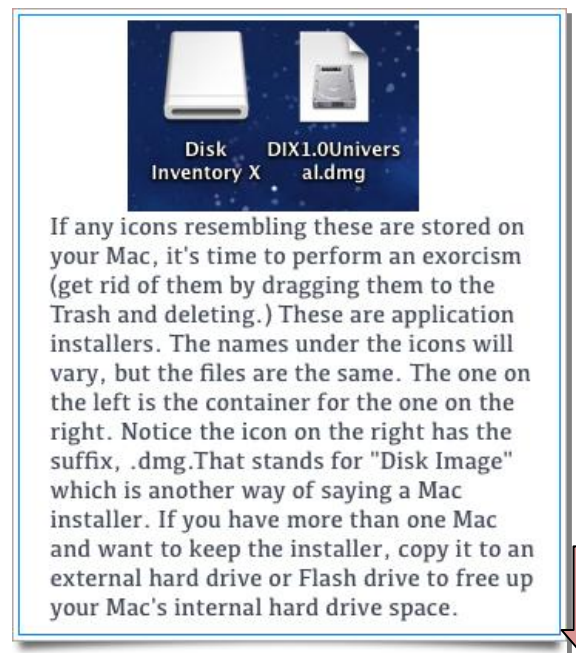 Disk
Inventory X
DIX1.0Univers
al.dmg
If any icons resembling these are stored on
your Mac, it's time to perform an exorcism
(get rid of them by dragging them to the
Trash and deleting.) These are application
installers. The names under the icons will
vary, but the files are the same. The one on
the left is the container for the one on the
right. Notice the icon on the right has the
suffix, .dmg.That stands for "Disk Image"
which is another way of saying a Mac
installer. If you have more than one Mac
and want to keep the installer, copy it to an
external hard drive or Flash drive to free up
your Mac's internal hard drive space.